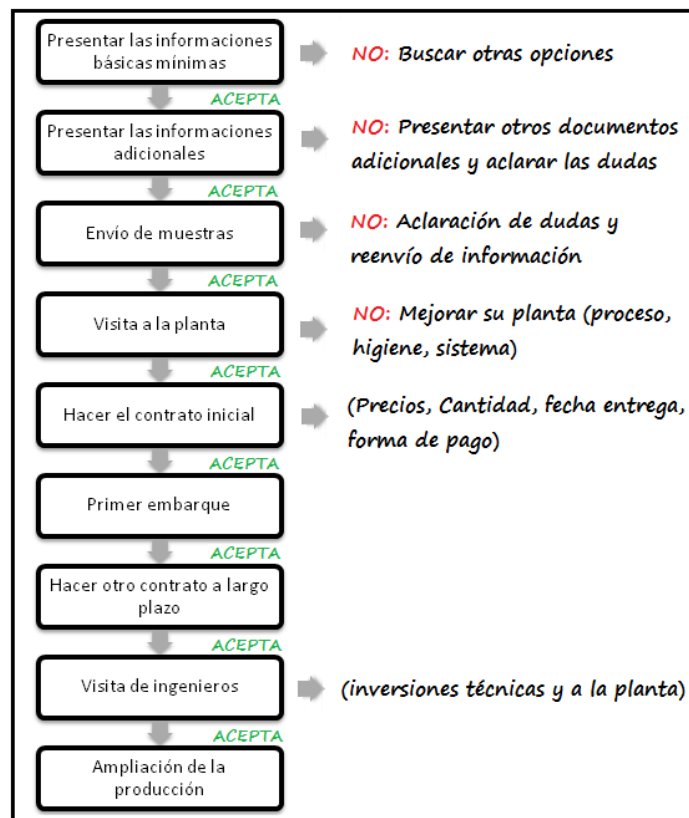 Presentar las informaciones
básicas mínimas
NO: Buscar otras opciones
ACEPTA
Presentar las informaciones
adicionales
NO: Presentar otros documentos
adicionales y aclarar las dudas
ACEPTA
Envío de muestras
NO: Aclaración de dudas y
reenvío de información
ACEPTA
Visita a la planta
NO: Mejorar su planta (proceso,
higiene, sistema)
ACEPTA
Hacer el contrato inicial
(Precios, Cantidad, fecha entrega,
forma de pago)
ACEPTA
Primer embarque
ACEPTA
Hacer otro contrato a largo
plazo
ACEPTA
Visita de ingenieros
(inversiones técnicas y a la planta)
ACEPTA
Ampliación de la
producción